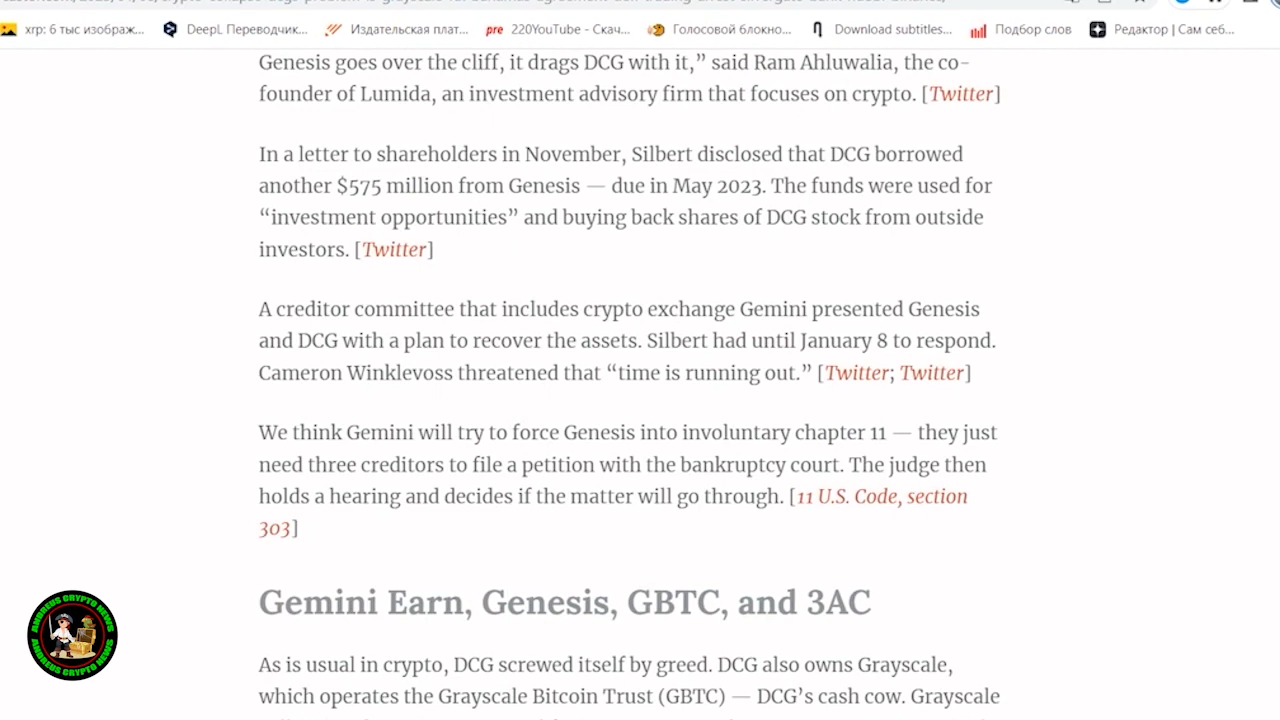 xrp: 6 тыс изображ...
DeepL Переводчик...
Издательская плат...
pre 220YouTube - Скач...
Голосовой блокно...
Download subtitles...
Подбор слов
Редактор | Сам себ...
Genesis goes over the cliff, it drags DCG with it,” said Ram Ahluwalia, the co-
founder of Lumida, an investment advisory firm that focuses on crypto. [Twitter]
In a letter to shareholders in November, Silbert disclosed that DCG borrowed
another $575 million from Genesis — due in May 2023. The funds were used for
“investment opportunities” and buying back shares of DCG stock from outside
investors. [Twitter]
A creditor committee that includes crypto exchange Gemini presented Genesis
and DCG with a plan to recover the assets. Silbert had until January 8 to respond.
Cameron Winklevoss threatened that “time is running out.” [Twitter; Twitter]
We think Gemini will try to force Genesis into involuntary chapter 11 — they just
need three creditors to file a petition with the bankruptcy court. The judge then
holds a hearing and decides if the matter will go through. [11 U.S. Code, section
303]
Gemini Earn, Genesis, GBTC, and 3AC
ANDREUS CRYPTO NEWS
ANDREUS CRYPTO NEWS
As is usual in crypto, DCG screwed itself by greed. DCG also owns Grayscale,
which operates the Grayscale Bitcoin Trust (GBTC) — DCG’s cash cow. Grayscale